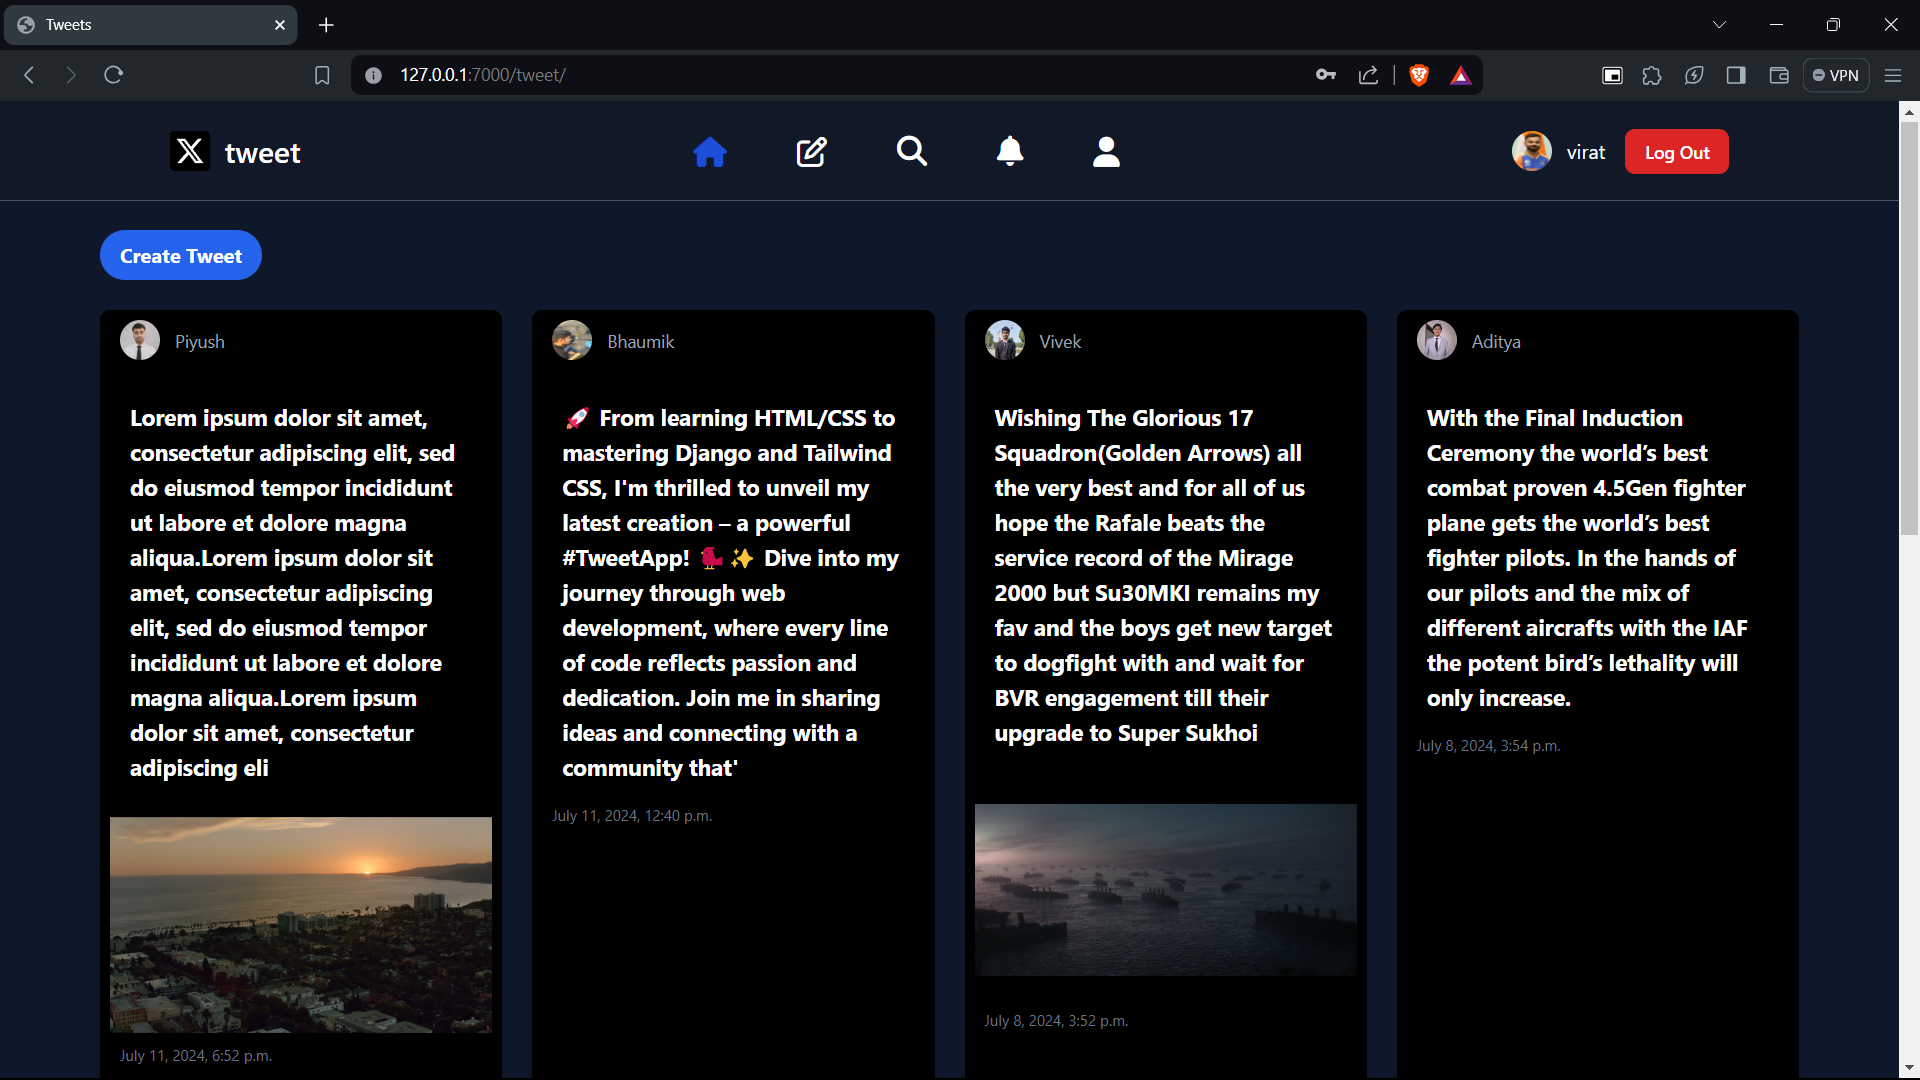 Tweets
127.0.0.1:7000/tweet/
VPN
X tweet
virat
Log Out
Create Tweet
Piyush
Lorem ipsum dolor sit amet,
consectetur adipiscing elit, sed
do eiusmod tempor incididunt
ut labore et dolore magna
aliqua.Lorem ipsum dolor sit
amet, consectetur adipiscing
elit, sed do eiusmod tempor
incididunt ut labore et dolore
magna aliqua.Lorem ipsum
dolor sit amet, consectetur
adipiscing eli
July 11, 2024, 6:52 p.m.
Bhaumik
🚀 From learning HTML/CSS to
mastering Django and Tailwind
CSS, I'm thrilled to unveil my
latest creation – a powerful
#TweetApp! 🐦✨ Dive into my
journey through web
development, where every line
of code reflects passion and
dedication. Join me in sharing
ideas and connecting with a
community that'
July 11, 2024, 12:40 p.m.
Vivek
Wishing The Glorious 17
Squadron(Golden Arrows) all
the very best and for all of us
hope the Rafale beats the
service record of the Mirage
2000 but Su30MKI remains my
fav and the boys get new target
to dogfight with and wait for
BVR engagement till their
upgrade to Super Sukhoi
July 8, 2024, 3:52 p.m.
Aditya
With the Final Induction
Ceremony the world’s best
combat proven 4.5Gen fighter
plane gets the world’s best
fighter pilots. In the hands of
our pilots and the mix of
different aircrafts with the IAF
the potent bird’s lethality will
only increase.
July 8, 2024, 3:54 p.m.